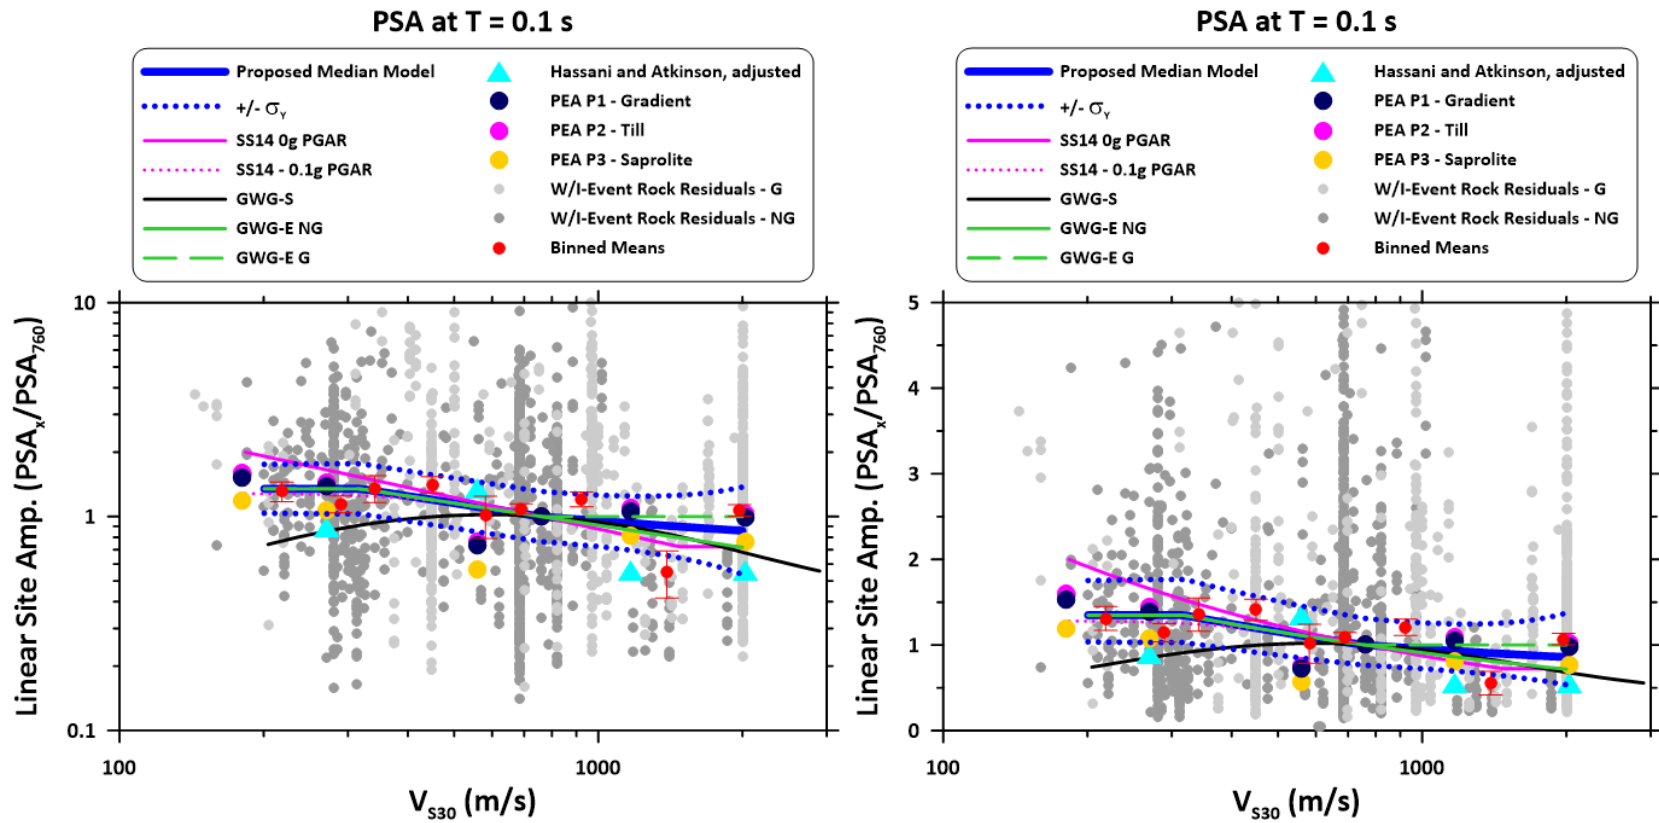 PSA at T = 0.1 s
Proposed Median Model
+/- σY
SS14 0g PGAR
SS14 - 0.1g PGAR
GWG-S
GWG-E NG
GWG-E G
Hassani and Atkinson, adjusted
PEA P1 - Gradient
PEA P2 - Till
PEA P3 - Saprolite
W/I-Event Rock Residuals - G
W/I-Event Rock Residuals - NG
Binned Means
Linear Site Amp. (PSAx/PSA760)
10
1
0.1
100
1000
VS30 (m/s)
PSA at T = 0.1 s
Proposed Median Model
+/- σY
SS14 0g PGAR
SS14 - 0.1g PGAR
GWG-S
GWG-E NG
GWG-E G
Hassani and Atkinson, adjusted
PEA P1 - Gradient
PEA P2 - Till
PEA P3 - Saprolite
W/I-Event Rock Residuals - G
W/I-Event Rock Residuals - NG
Binned Means
Linear Site Amp. (PSAx/PSA760)
5
4
3
2
1
0
100
1000
VS30 (m/s)